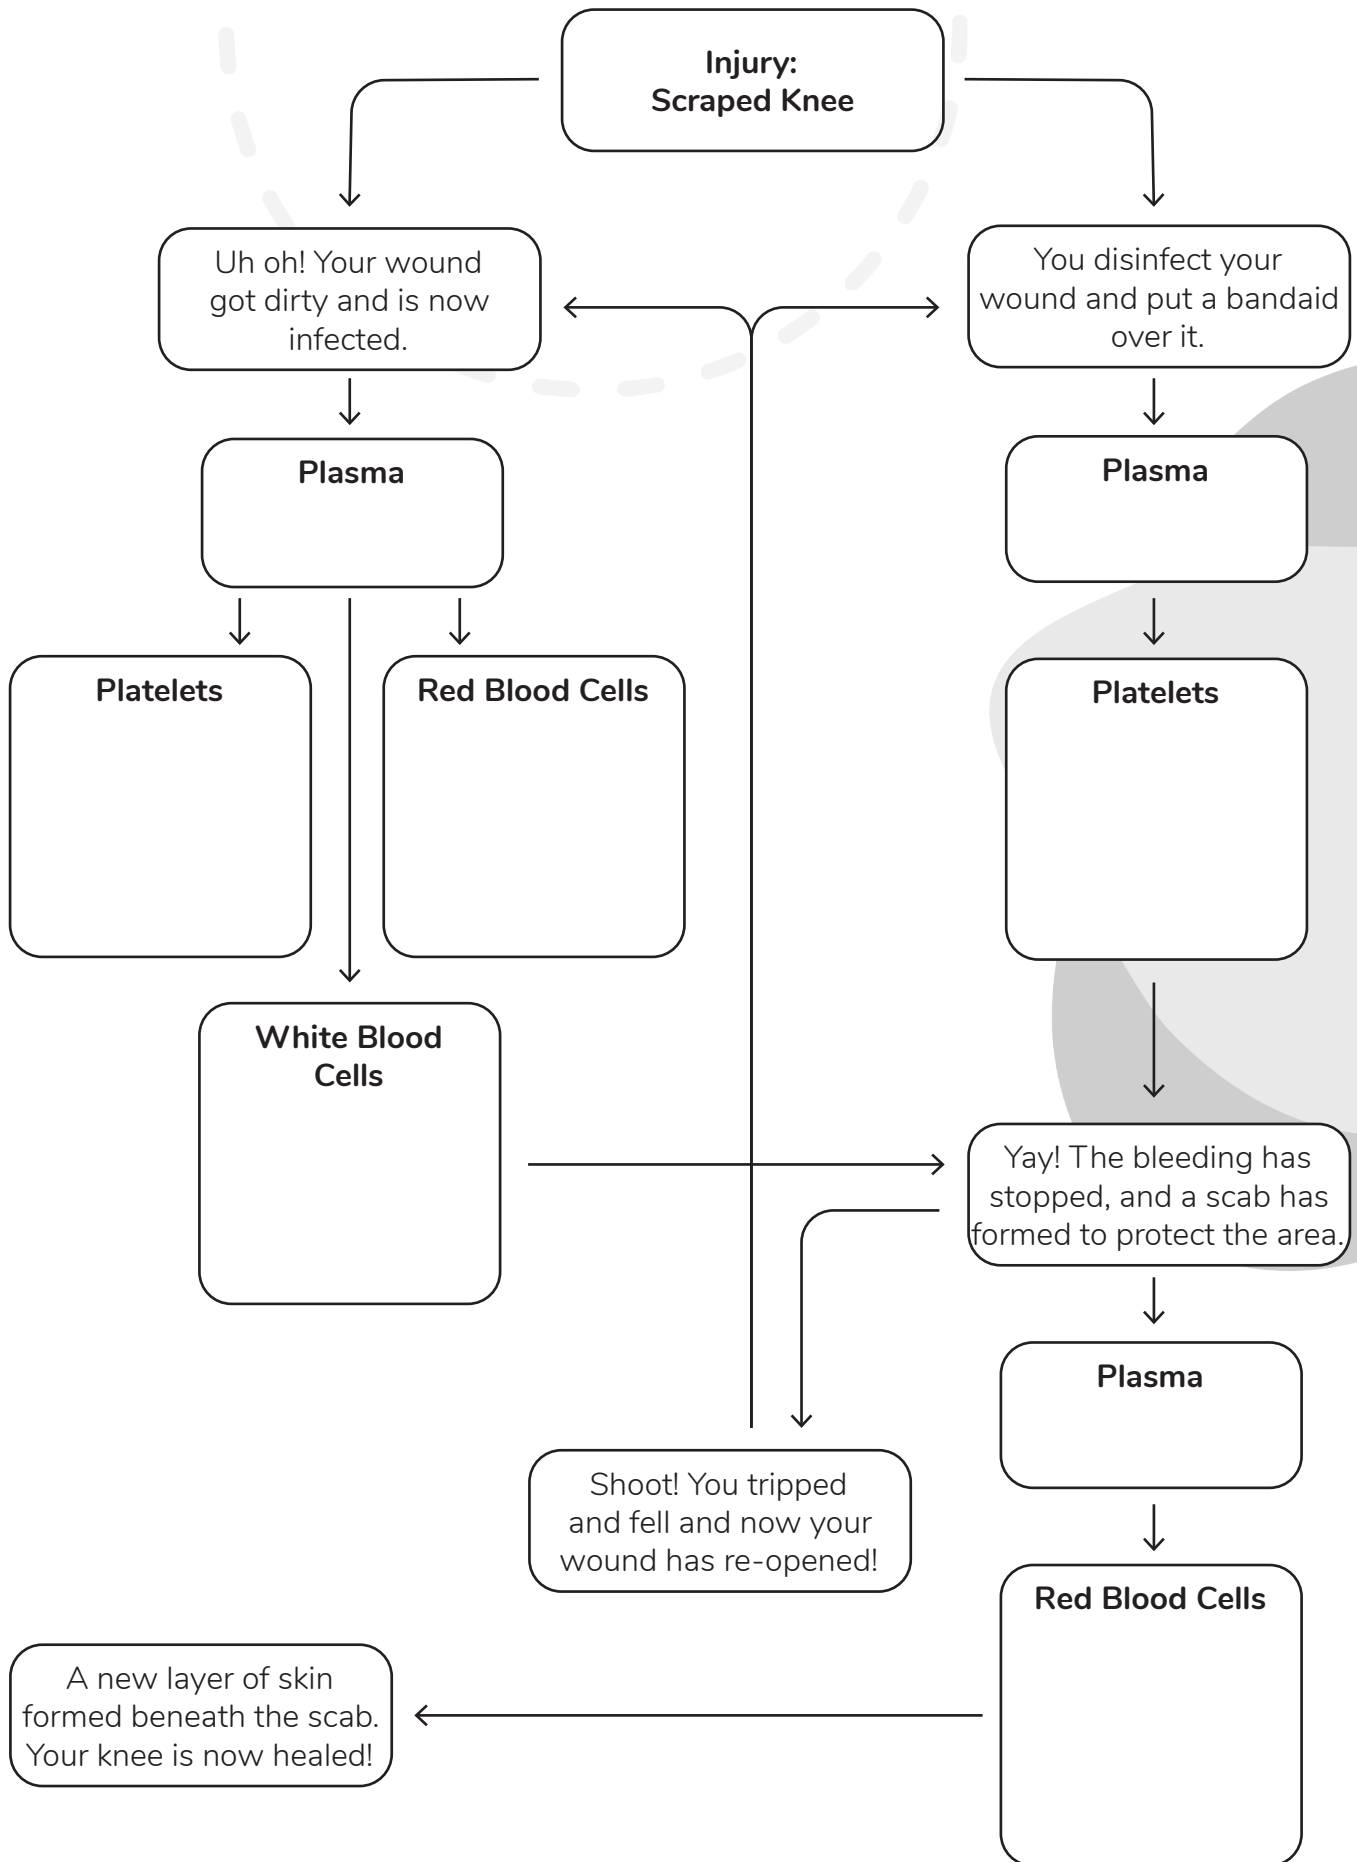 Injury:
Scraped Knee
Uh oh! Your wound
got dirty and is now
infected.
You disinfect your
wound and put a bandaid
over it.
Plasma
Plasma
Platelets
Red Blood Cells
Platelets
White Blood
Cells
Yay! The bleeding has
stopped, and a scab has
formed to protect the area.
Plasma
Shoot! You tripped
and fell and now your
wound has re-opened!
Red Blood Cells
A new layer of skin
formed beneath the scab.
Your knee is now healed!